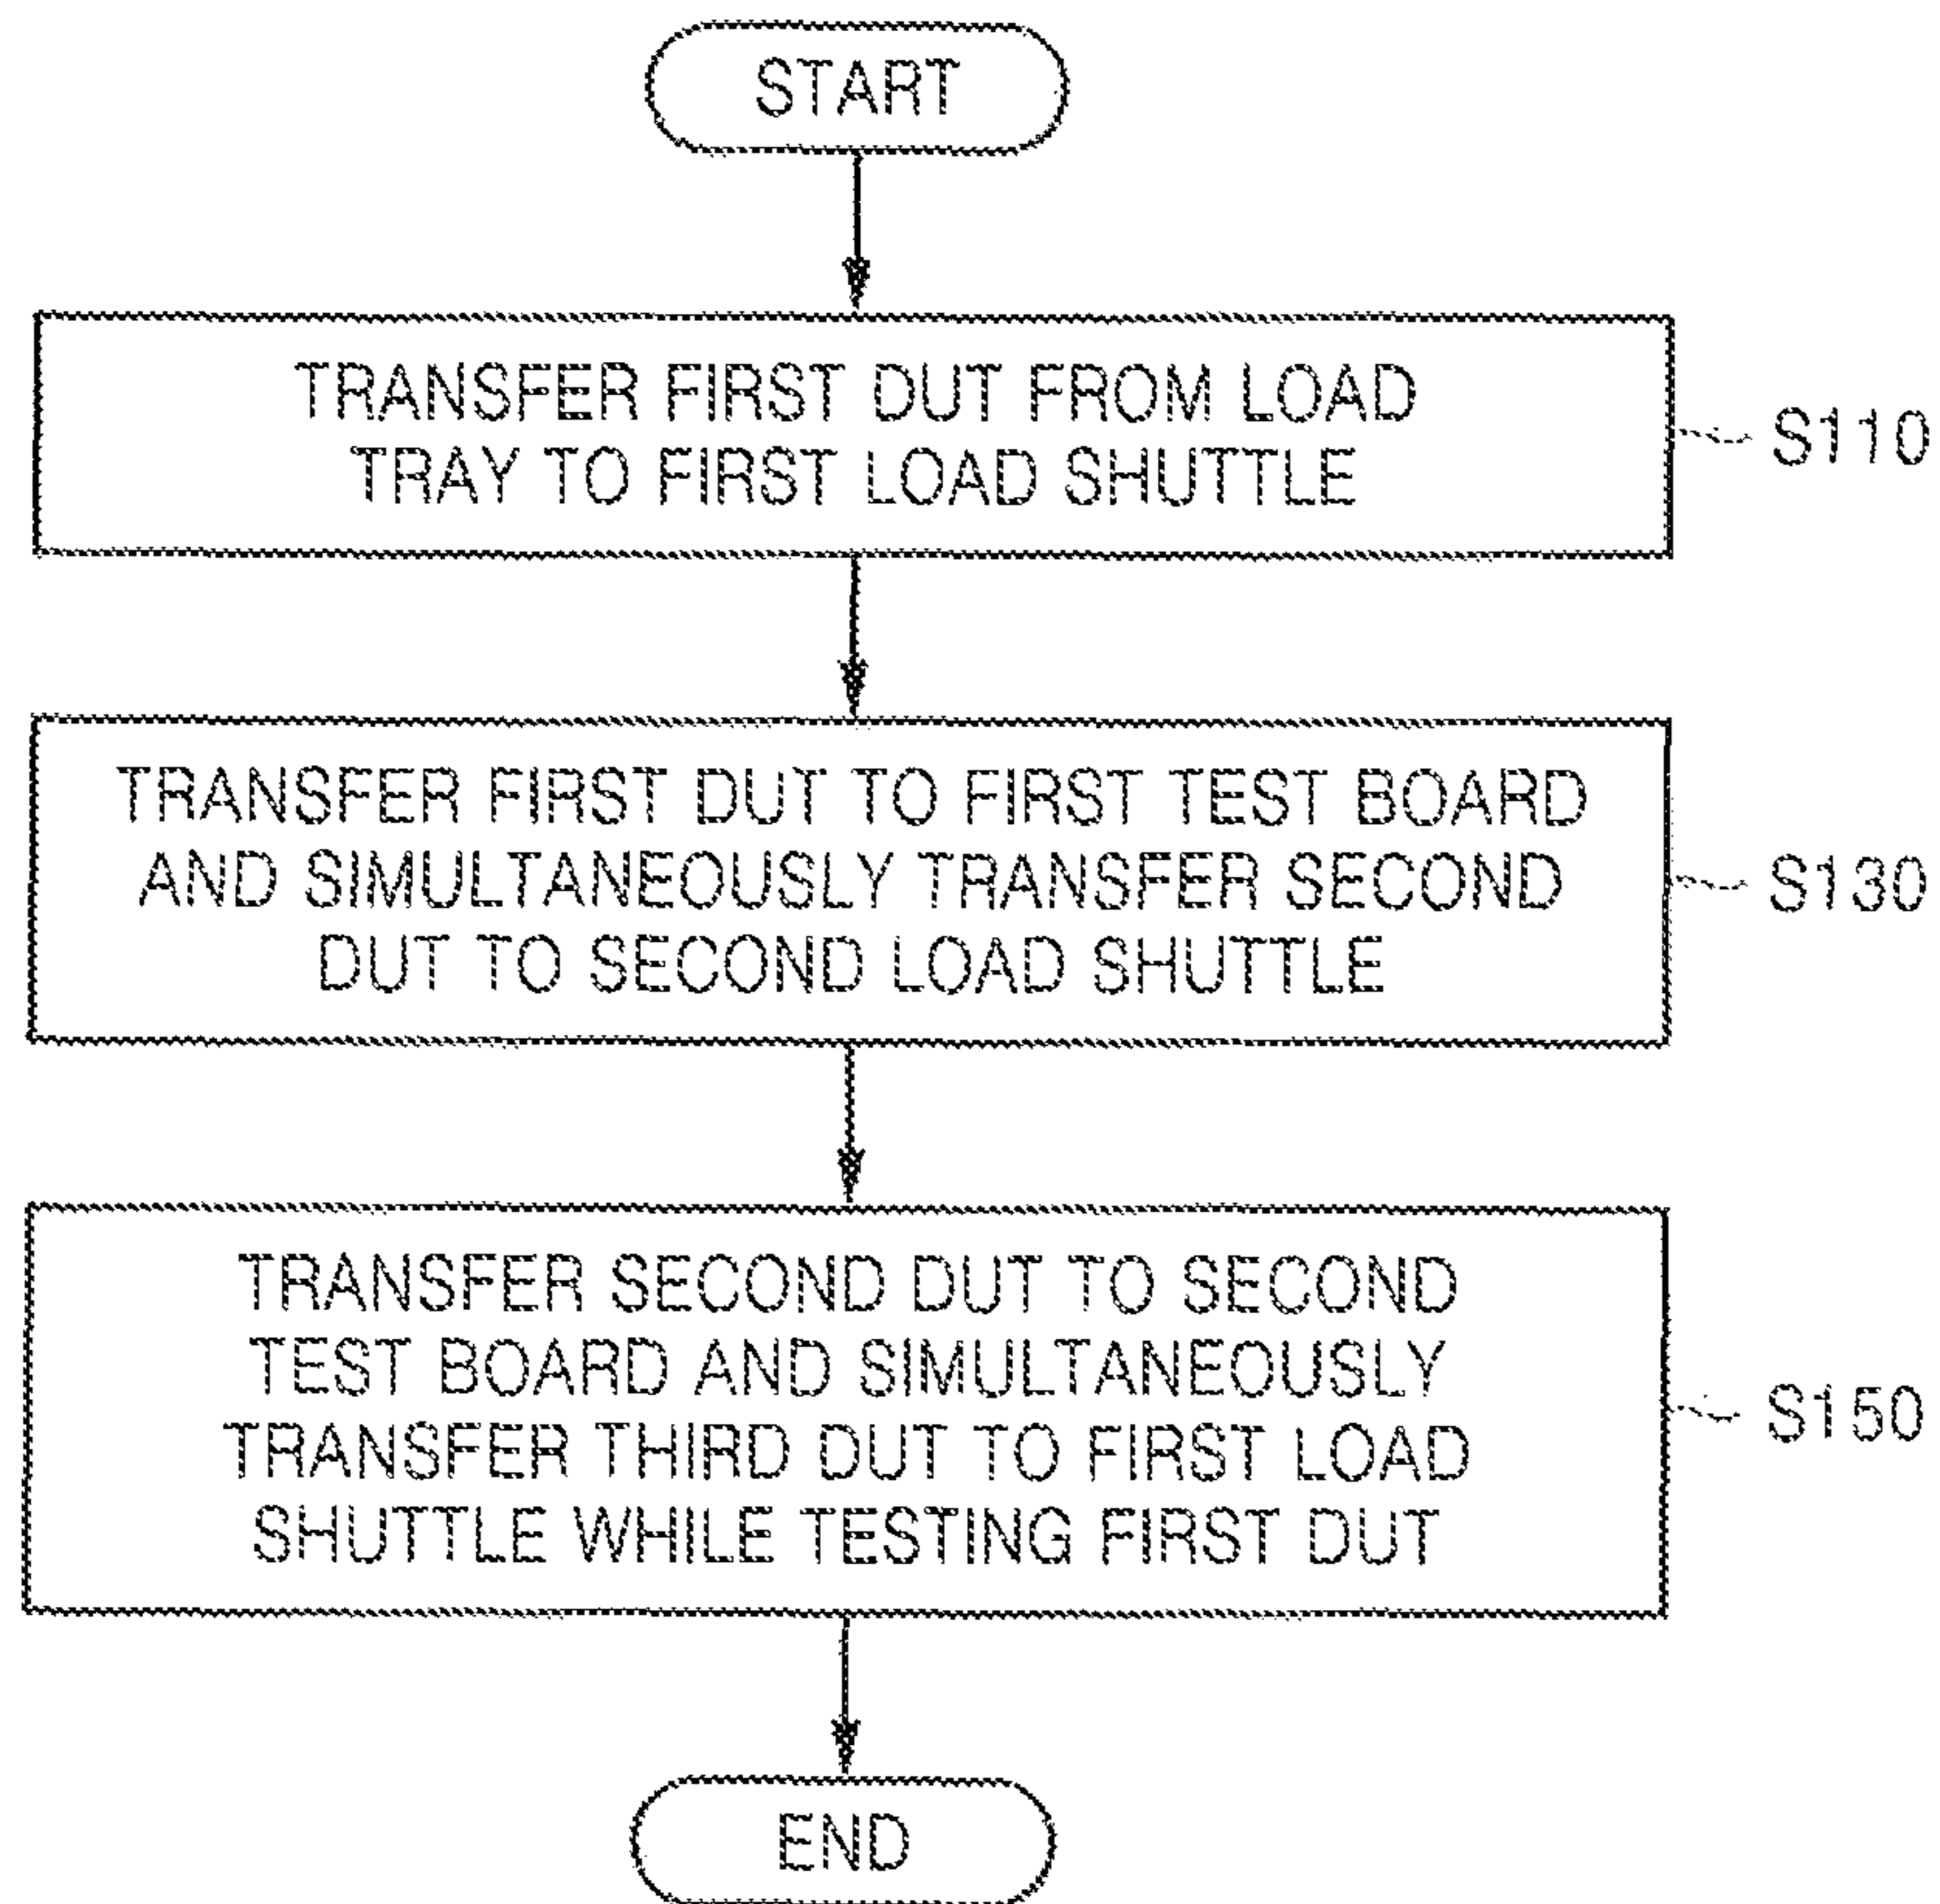 START
TRANSFER FIRST DUT FROM LOAD
TRAY TO FIRST LOAD SHUTTLE
S110
TRANSFER FIRST DUT TO FIRST TEST BOARD
AND SIMULTANEOUSLY TRANSFER SECOND
DUT TO SECOND LOAD SHUTTLE
S130
TRANSFER SECOND DUT TO SECOND
TEST BOARD AND SIMULTANEOUSLY
TRANSFER THIRD DUT TO FIRST LOAD
SHUTTLE WHILE TESTING FIRST DUT
S150
END